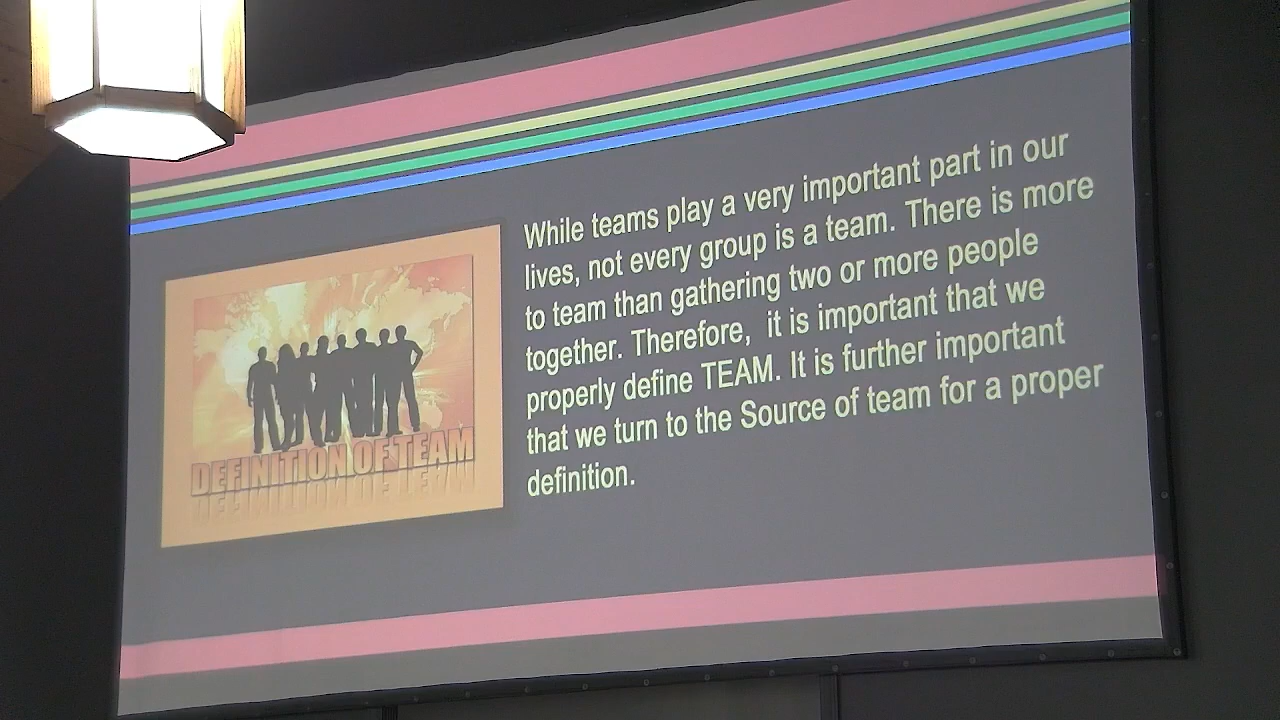 While teams play a very important part in our
lives, not every group is a team. There is more
to team than gathering two or more people
together. Therefore, it is important that we
properly define TEAM. It is further important
that we turn to the Source of team for a proper
definition.
DEFINITION OF TEAM